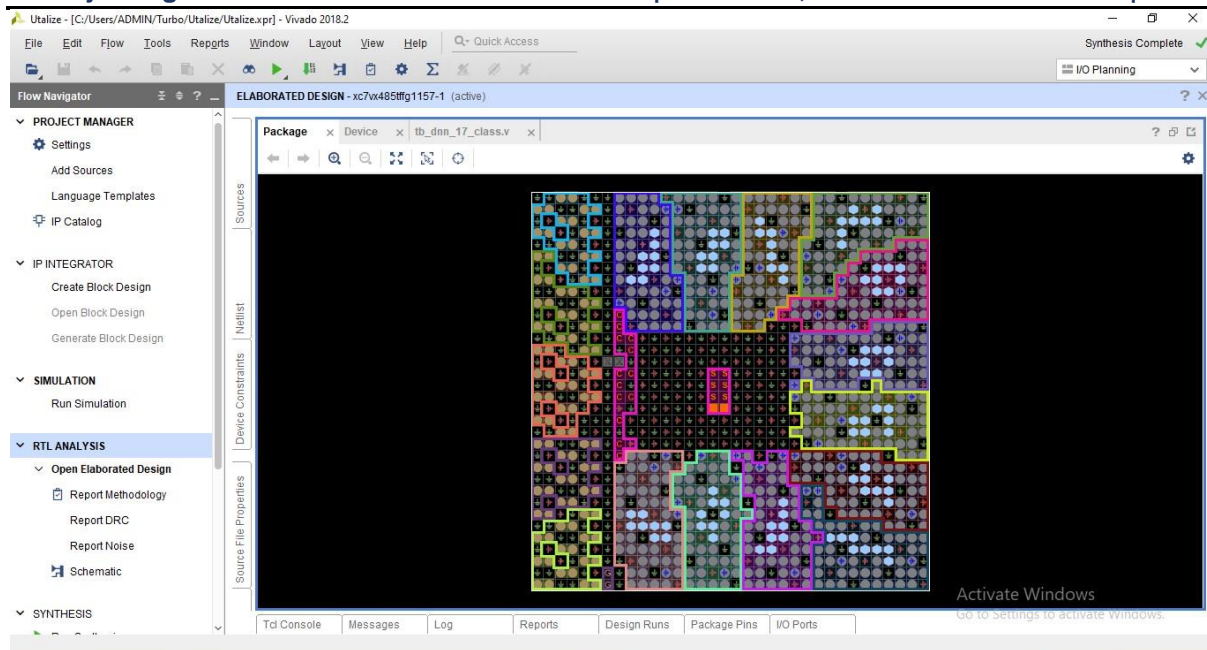 Utalize - [C:/Users/ADMIN/Turbo/Utalize/Utalize.xpr] - Vivado 2018.2
File Edit Flow Tools Reports Window Layout View Help Q- Quick Access
Synthesis Complete
I/O Planning
Flow Navigator
ELABORATED DESIGN - xc7vx485tffg1157-1 (active)
PROJECT MANAGER
Settings
Add Sources
Language Templates
IP Catalog
IP INTEGRATOR
Create Block Design
Open Block Design
Generate Block Design
SIMULATION
Run Simulation
RTL ANALYSIS
Open Elaborated Design
Report Methodology
Report DRC
Report Noise
Schematic
SYNTHESIS
Sources
Netlist
Device Constraints
Source File Properties
Package Device tb_dnn_17_class.v
Activate Windows
Go to Settings to activate Windows.
Tcl Console Messages Log Reports Design Runs Package Pins I/O Ports